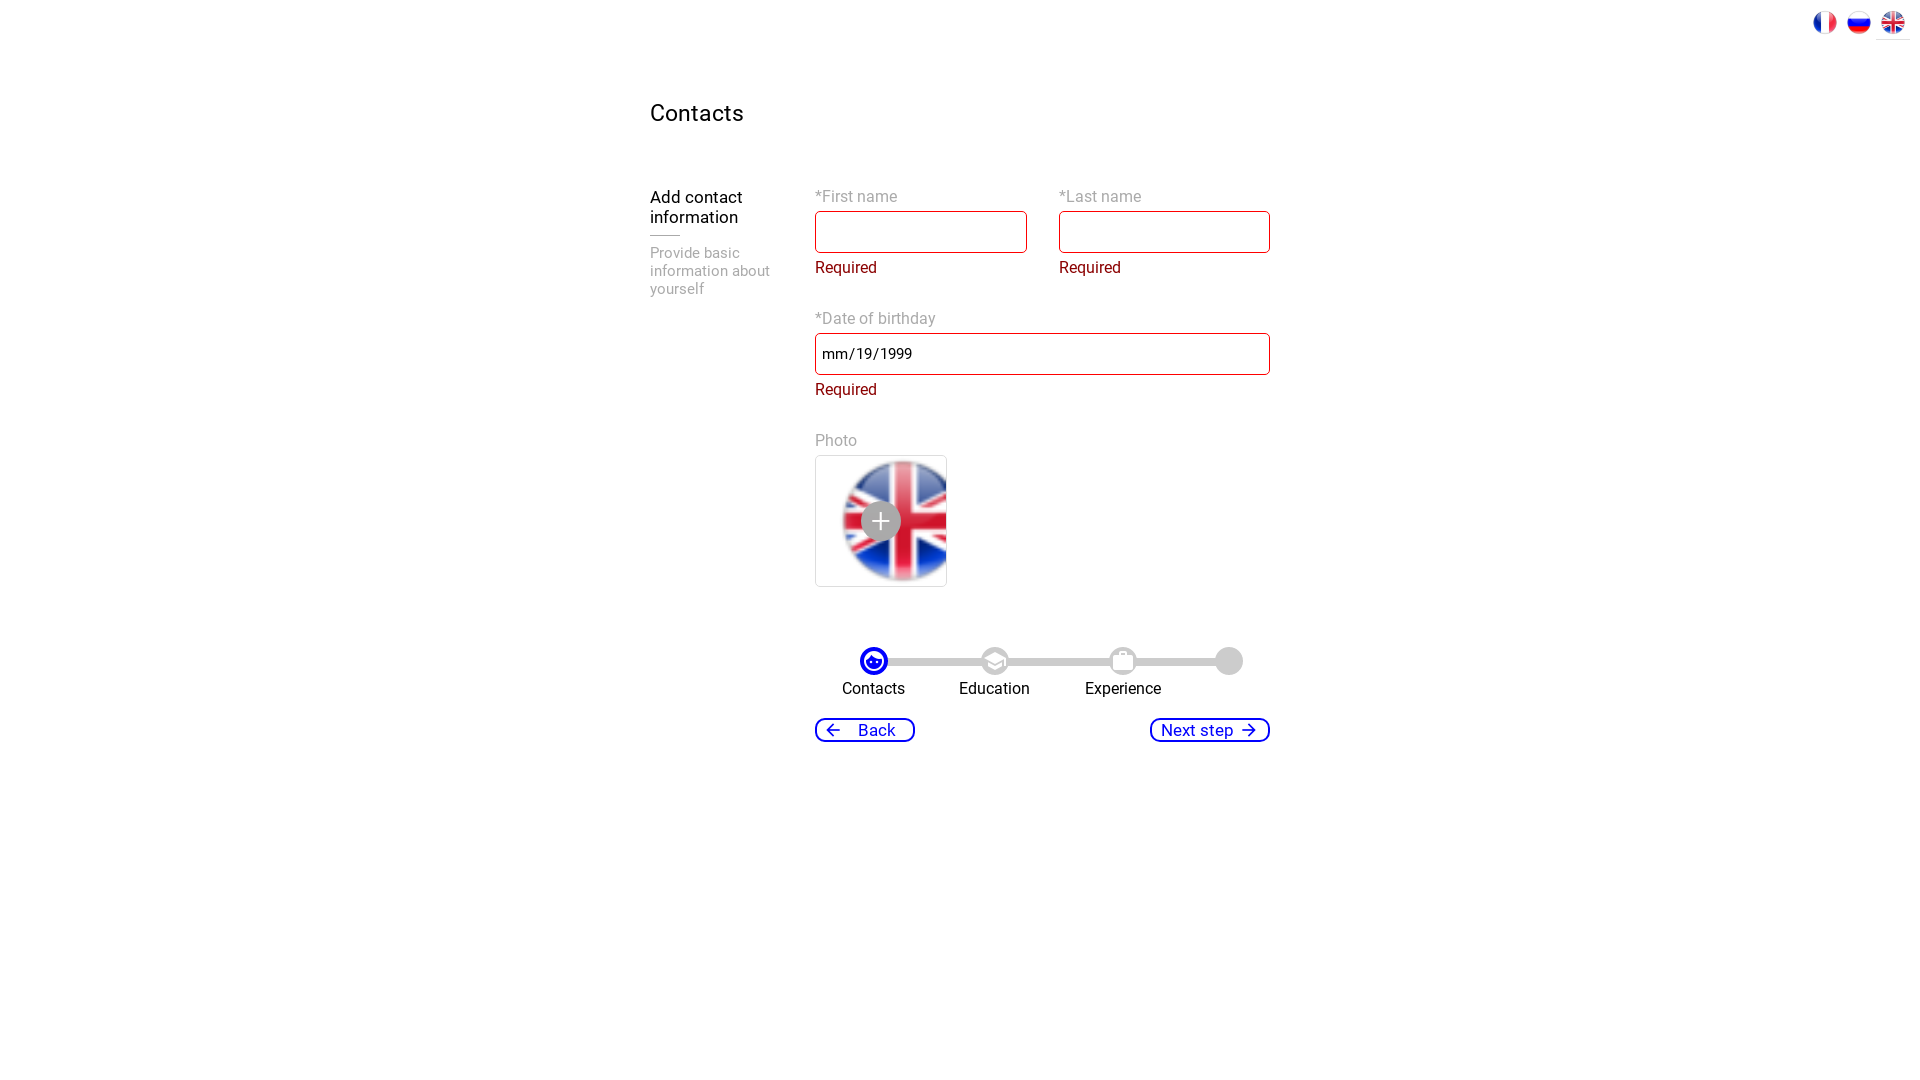 Contacts
Add contact
information
Provide basic
information about
yourself
*First name
Required
*Last name
Required
*Date of birthday
mm/19/1999
Required
Photo
Contacts
Education
Experience
Back
Next step